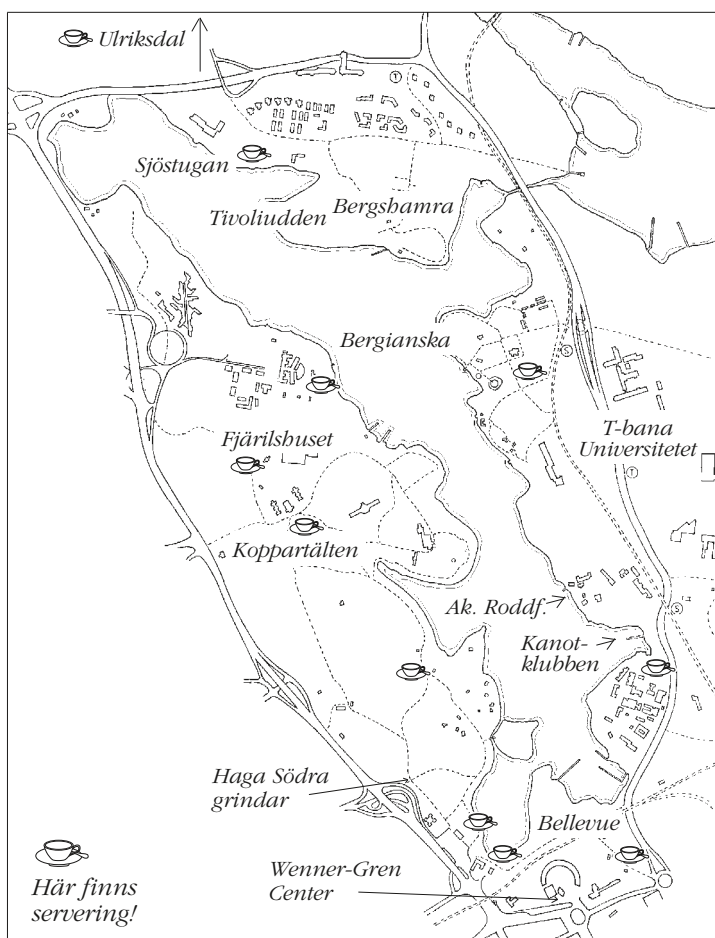 Ulriksdal
T
Sjöstugan
Tivoliudden
Bergshamra
Bergianska
S
T-bana
Universitetet
T
Fjärilshuset
Koppartälten
Ak. Roddf.
S
Kanot-
klubben
Haga Södra
grindar
Bellevue
Wenner-Gren
Center
Här finns
servering!